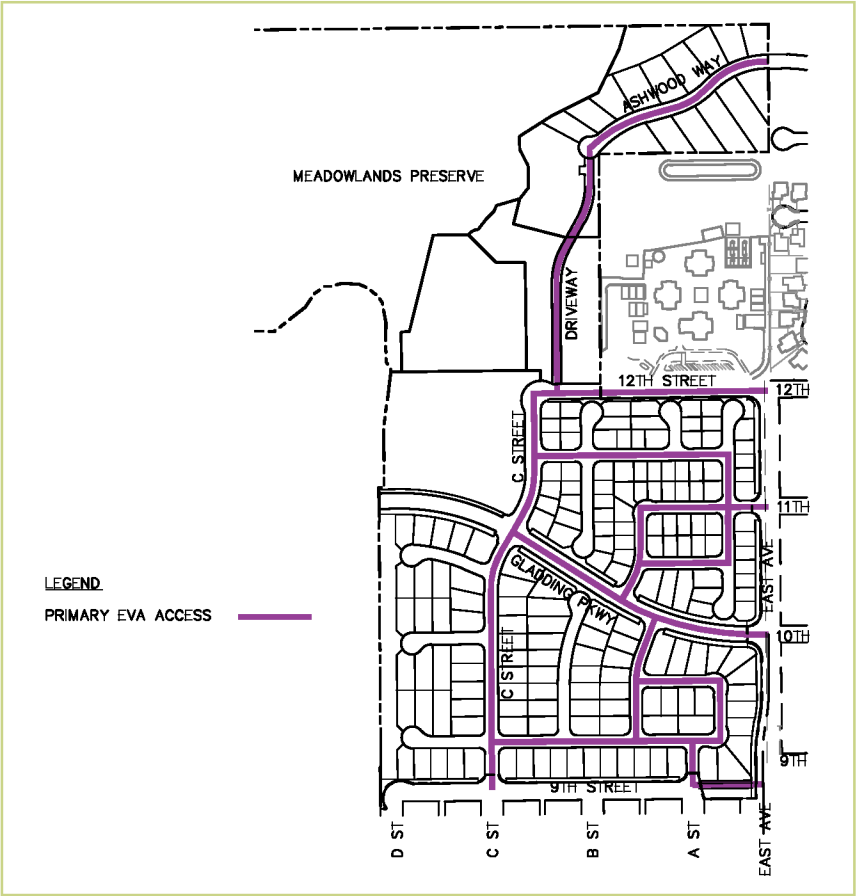 ASHWOOD WAY
MEADOWLANDS PRESERVE
DRIVEWAY
12TH STREET
12TH
C STREET
11TH
EAST AVE
GLADDING PKWY
LEGEND
PRIMARY EVA ACCESS
10TH
C STREET
9TH
9TH STREET
D ST
C ST
B ST
A ST
EAST AVE